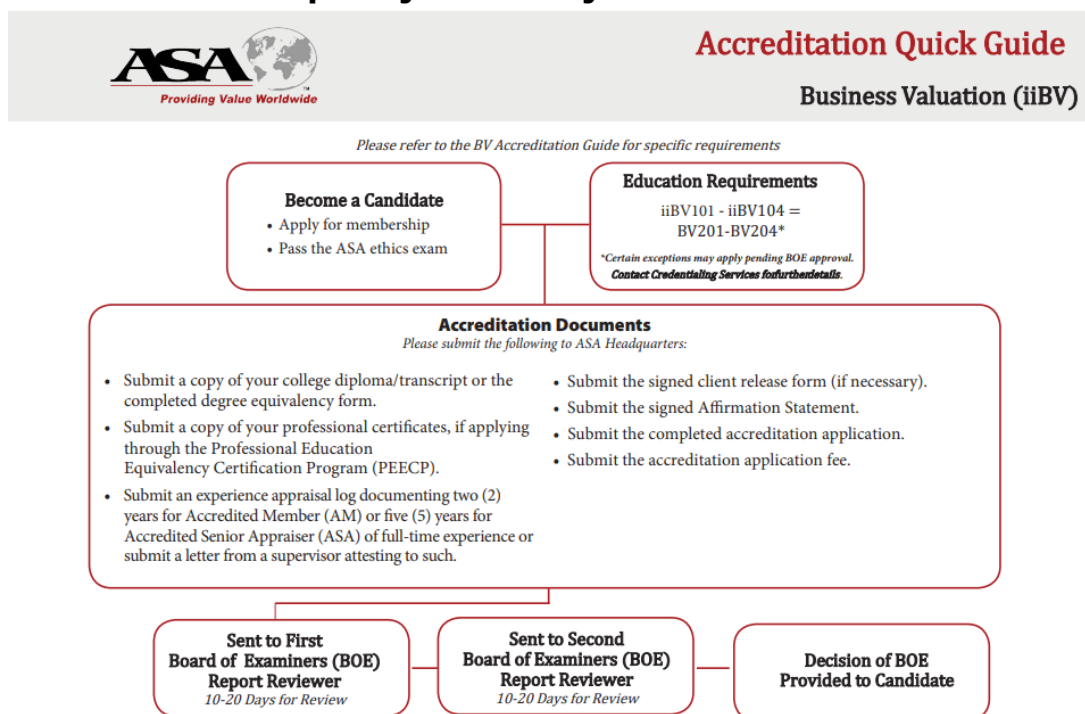 ASA
TM
Providing Value Worldwide
Accreditation Quick Guide
Business Valuation (iiBV)
Please refer to the BV Accreditation Guide for specific requirements
Become a Candidate
• Apply for membership
• Pass the ASA ethics exam
Education Requirements
iiBV101 - iiBV104 =
BV201-BV204*
*Certain exceptions may apply pending BOE approval.
Contact Credentialing Services forfurtherdetails.
Accreditation Documents
Please submit the following to ASA Headquarters:
• Submit a copy of your college diploma/transcript or the
completed degree equivalency form.
• Submit a copy of your professional certificates, if applying
through the Professional Education
Equivalency Certification Program (PEECP).
• Submit an experience appraisal log documenting two (2)
years for Accredited Member (AM) or five (5) years for
Accredited Senior Appraiser (ASA) of full-time experience or
submit a letter from a supervisor attesting to such.
• Submit the signed client release form (if necessary).
• Submit the signed Affirmation Statement.
• Submit the completed accreditation application.
• Submit the accreditation application fee.
Sent to First
Board of Examiners (BOE)
Report Reviewer
10-20 Days for Review
Sent to Second
Board of Examiners (BOE)
Report Reviewer
10-20 Days for Review
Decision of BOE
Provided to Candidate